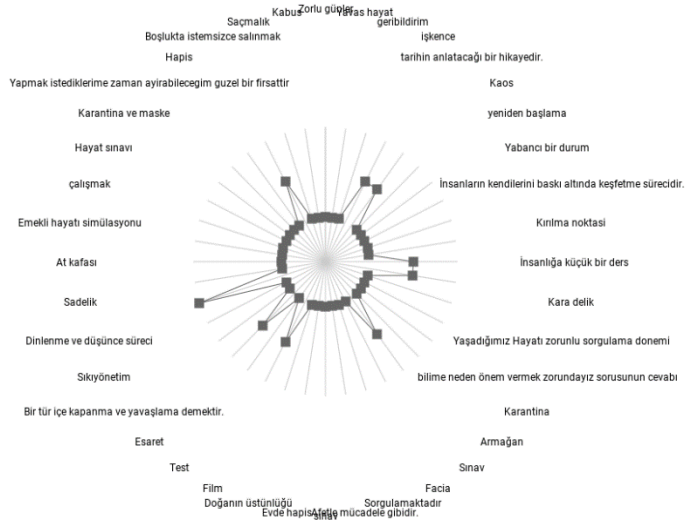 Zorlu günler
Kabus
Yavas hayat
Saçmalık
geribildirim
Boşlukta istemsizce salınmak
işkence
Hapis
tarihin anlatacağı bir hikayedir.
Yapmak istediklerime zaman ayirabilecegim guzel bir firsattir
Kaos
Karantina ve maske
yeniden başlama
Hayat sınavı
Yabancı bir durum
çalışmak
İnsanların kendilerini baskı altında keşfetme sürecidir.
Emekli hayatı simülasyonu
Kırılma noktasi
At kafası
İnsanlığa küçük bir ders
Sadelik
Kara delik
Dinlenme ve düşünce süreci
Yaşadığımız Hayatı zorunlu sorgulama donemi
Sıkıyönetim
bilime neden önem vermek zorundayız sorusunun cevabı
Bir tür içe kapanma ve yavaşlama demektir.
Karantina
Esaret
Armağan
Test
Sınav
Film
Facia
Doğanın üstünlüğü
Sorgulamaktadır
Evde hapis
Afetle mücadele gibidir.
sınav